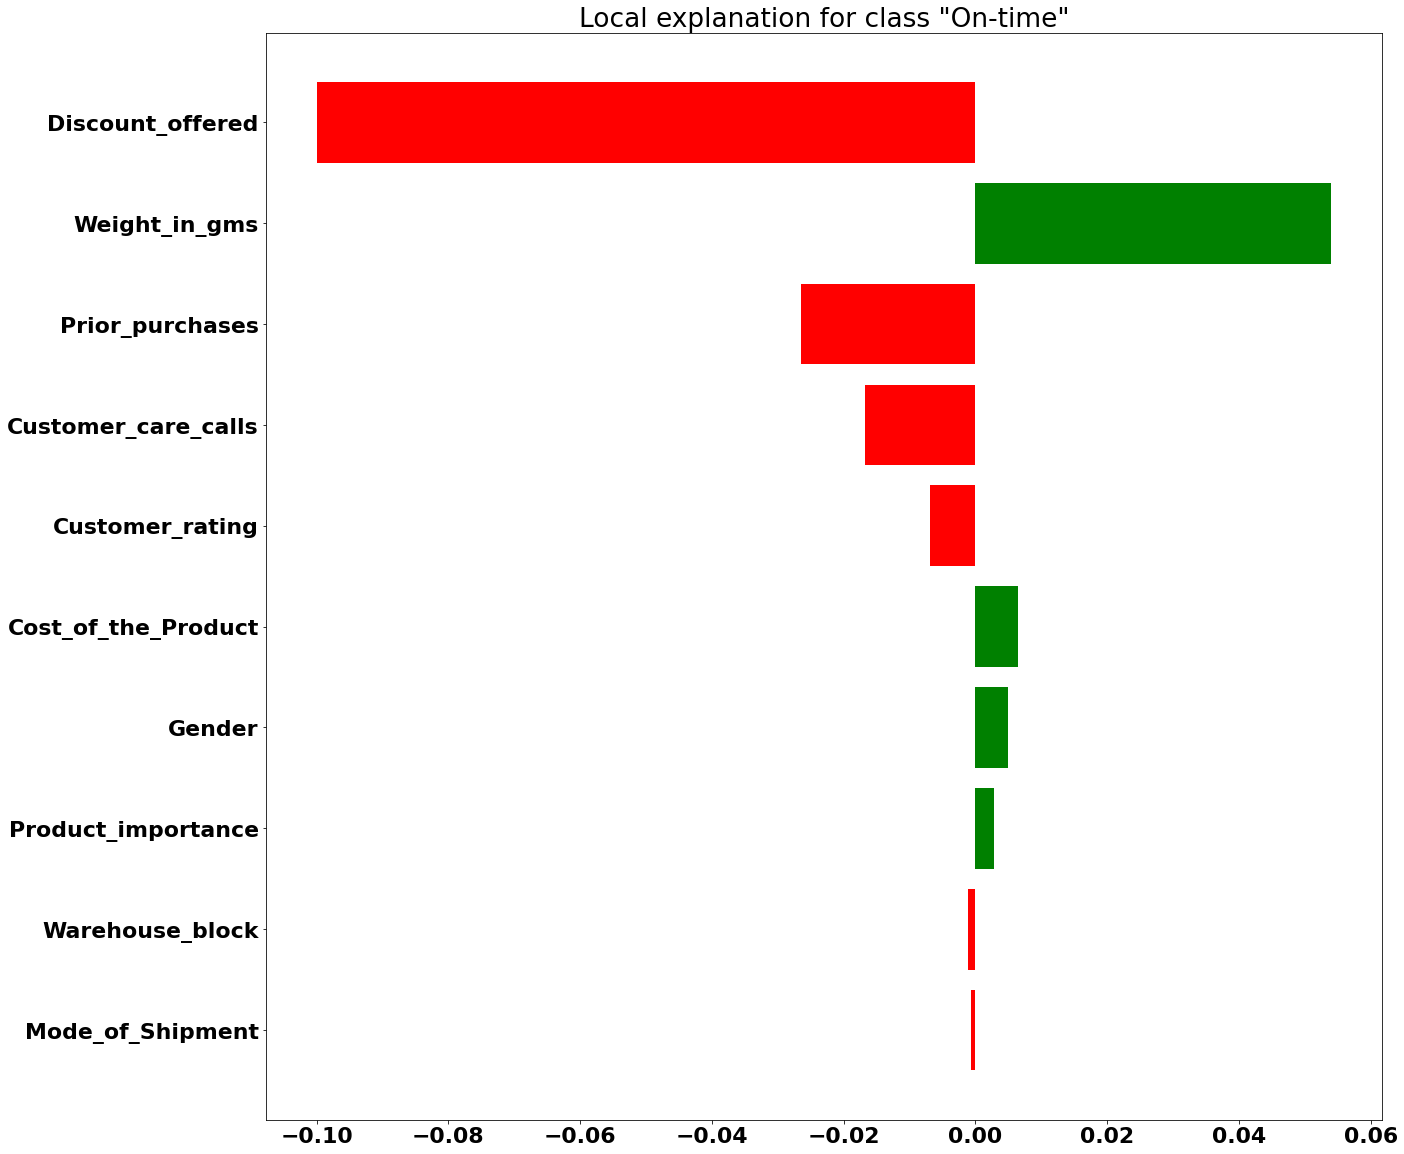 Local explanation for class "On-time"
Discount_offered
Weight_in_gms
Prior_purchases
Customer_care_calls
Customer_rating
Cost_of_the_Product
Gender
Product_importance
Warehouse_block
Mode_of_Shipment
−0.10 −0.08 −0.06 −0.04 −0.02 0.00 0.02 0.04 0.06